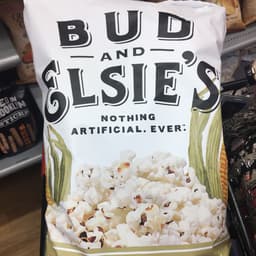 BUD
AND
ELSIE'S
NOTHING
ARTIFICIAL. EVER.